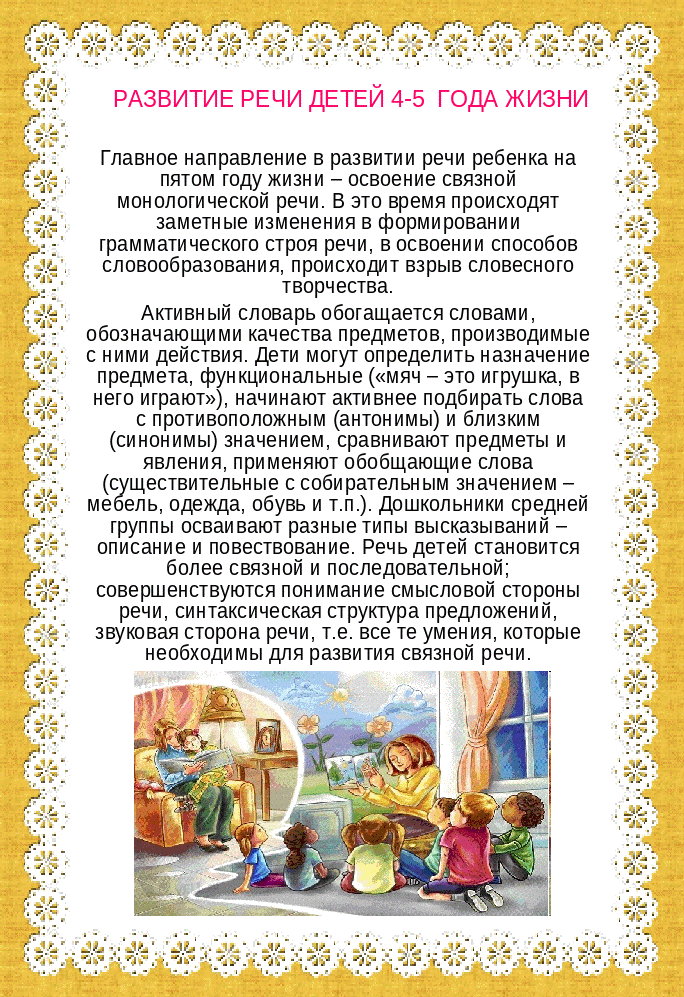 РАЗВИТИЕ РЕЧИ ДЕТЕЙ 4-5 ГОДА ЖИЗНИ
Главное направление в развитии речи ребенка на
пятом году жизни – освоение связной
монологической речи. В это время происходят
заметные изменения в формировании
грамматического строя речи, в освоении способов
словообразования, происходит взрыв словесного
творчества.
Активный словарь обогащается словами,
обозначающими качества предметов, производимые
с ними действия. Дети могут определить назначение
предмета, функциональные («мяч – это игрушка, в
него играют»), начинают активнее подбирать слова
с противоположным (антонимы) и близким
(синонимы) значением, сравнивают предметы и
явления, применяют обобщающие слова
(существительные с собирательным значением –
мебель, одежда, обувь и т.п.). Дошкольники средней
группы осваивают разные типы высказываний –
описание и повествование. Речь детей становится
более связной и последовательной;
совершенствуются понимание смысловой стороны
речи, синтаксическая структура предложений,
звуковая сторона речи, т.е. все те умения, которые
необходимы для развития связной речи.